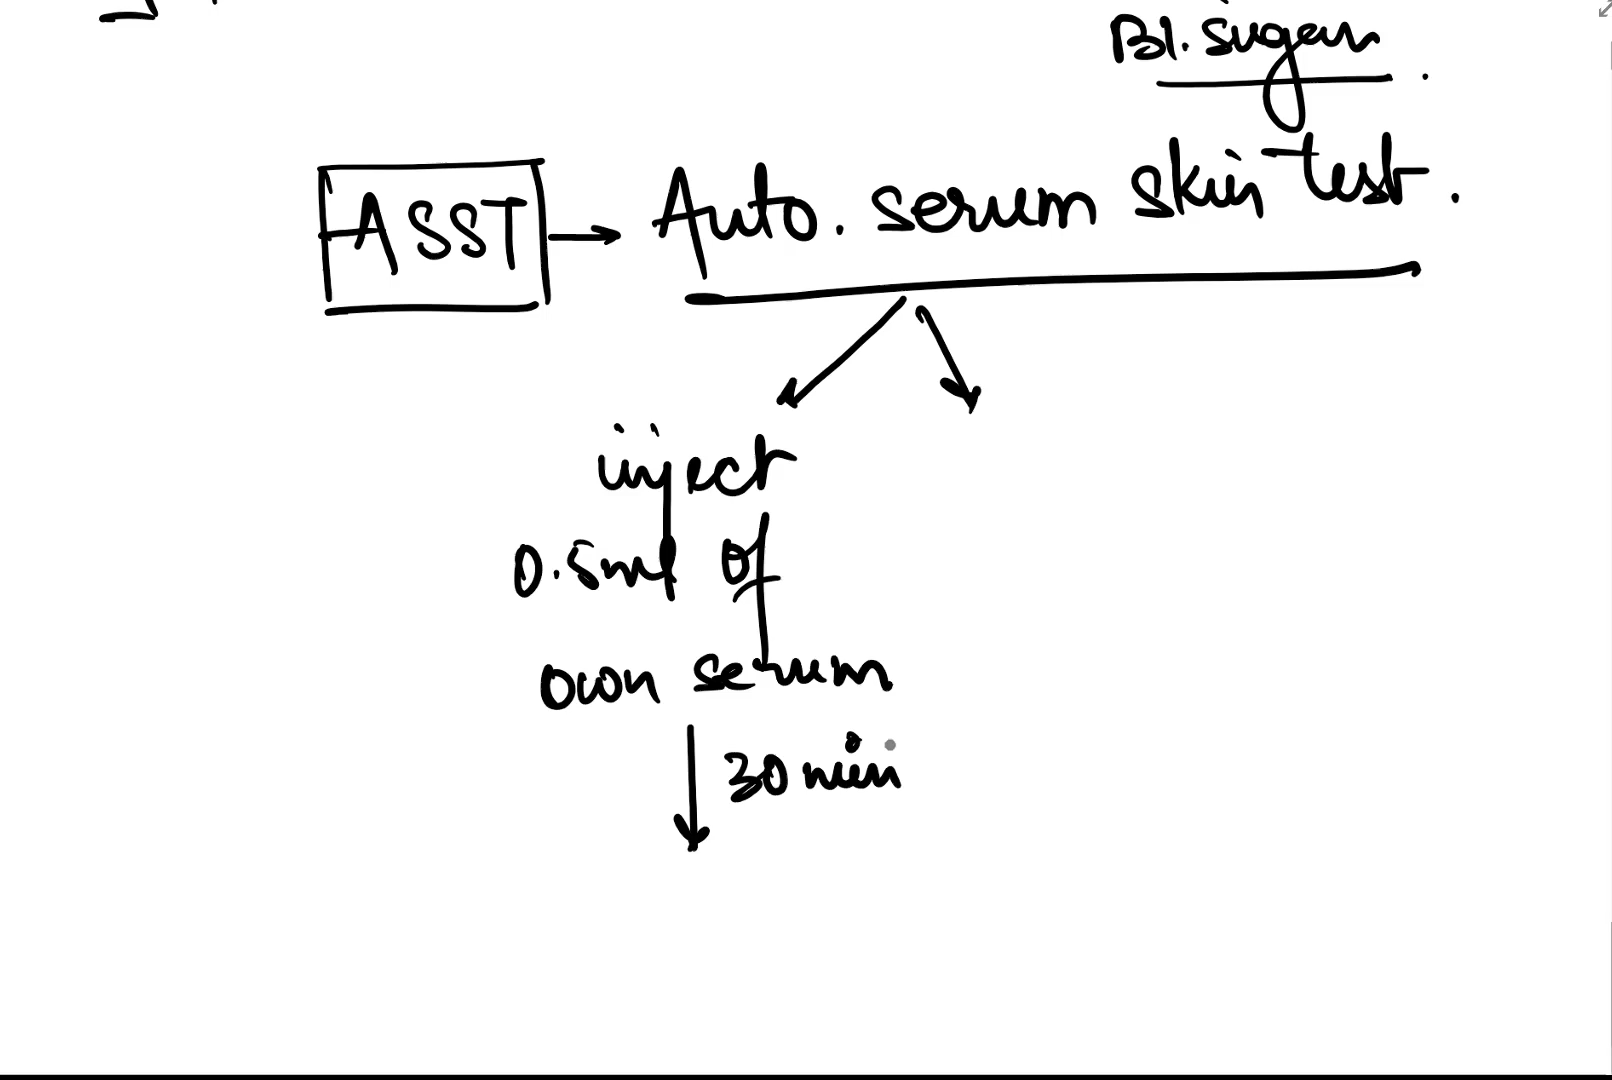 Bl. sugar
ASST → Auto. serum skin test.
inject
0.5ml of
own serum
↓ 30 min